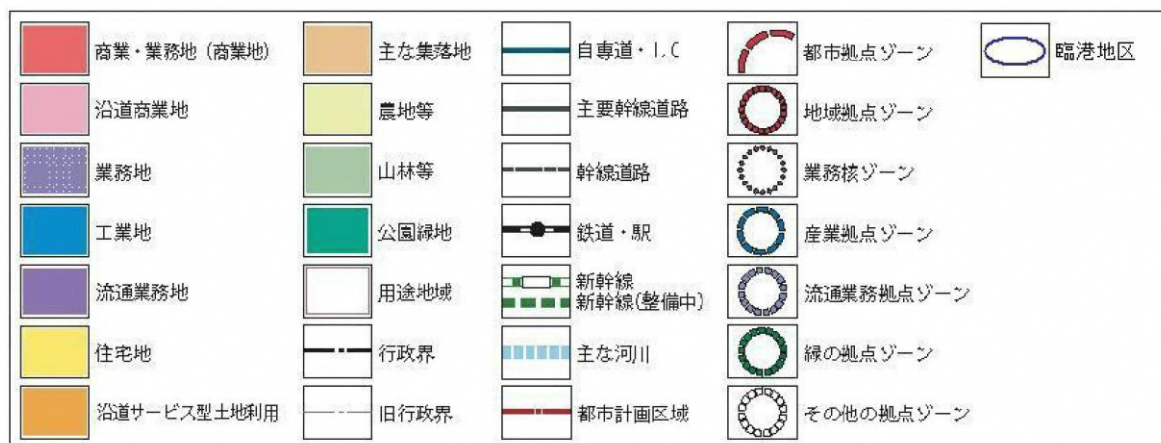 商業・業務地（商業地）
沿道商業地
業務地
工業地
流通業務地
住宅地
沿道サービス型土地利用
主な集落地
農地等
山林等
公園緑地
用途地域
行政界
旧行政界
自専道・I.C
主要幹線道路
幹線道路
鉄道・駅
新幹線
新幹線(整備中)
主な河川
都市計画区域
都市拠点ゾーン
地域拠点ゾーン
業務核ゾーン
産業拠点ゾーン
流通業務拠点ゾーン
緑の拠点ゾーン
その他の拠点ゾーン
臨港地区